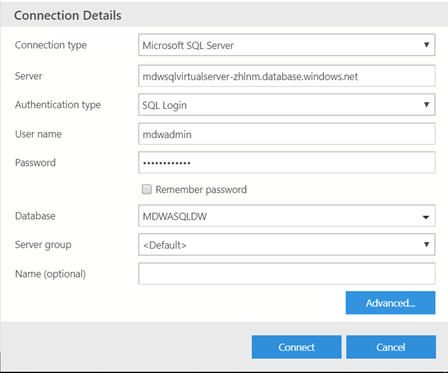 Connection Details
Connection type Microsoft SQL Server
Server mdwsqlvirtualserver-zhlnm.database.windows.net
Authentication type SQL Login
User name mdwadmin
Password ••••••••••••
Remember password
Database MDWASQLDW
Server group <Default>
Name (optional)
Advanced...
Connect Cancel